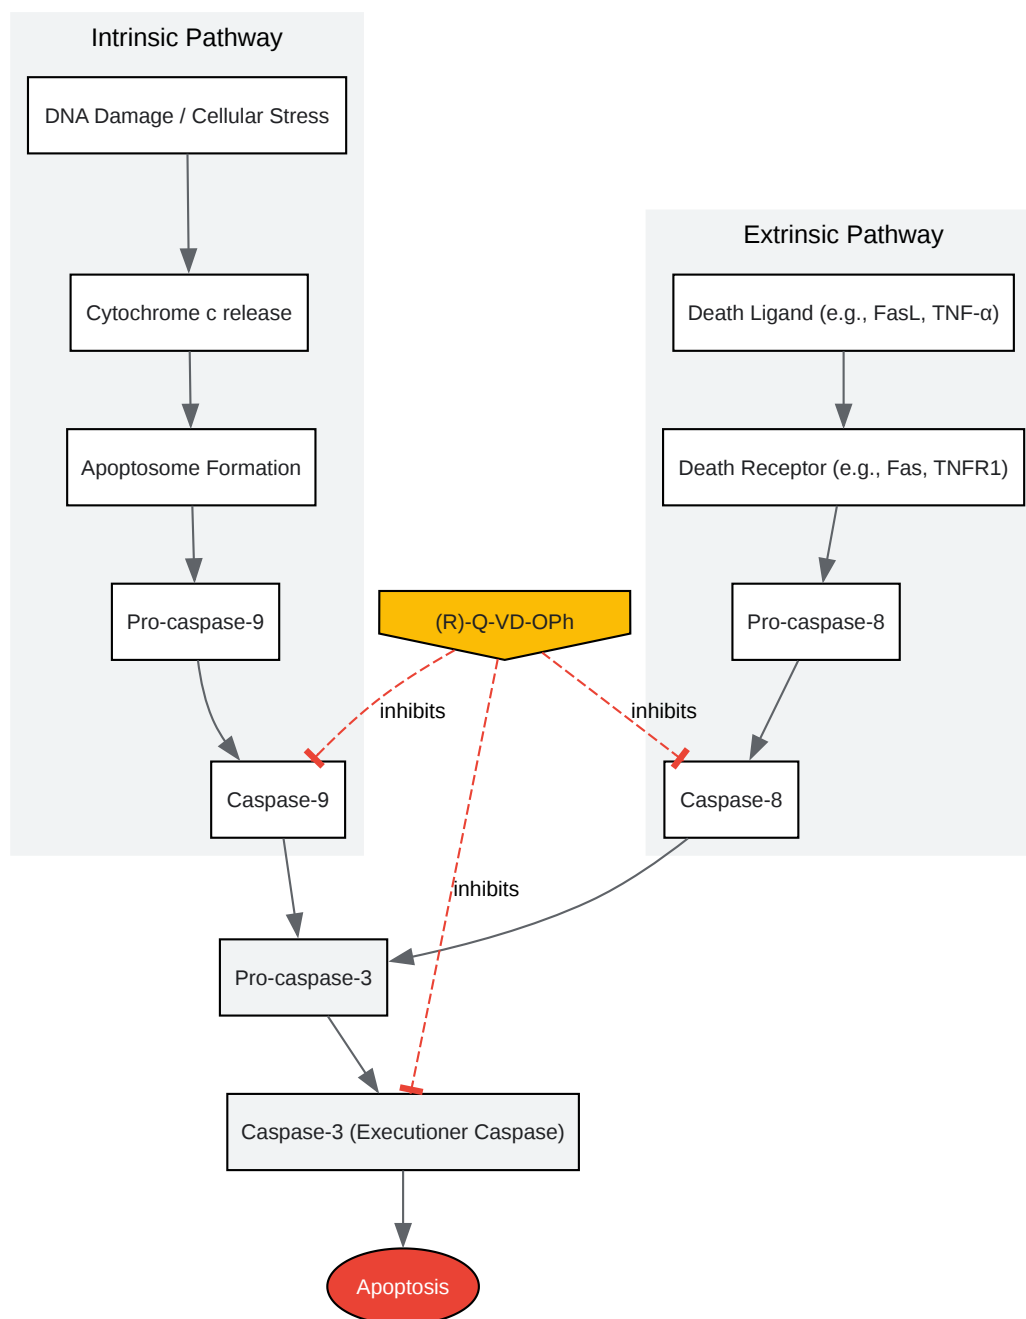 Intrinsic Pathway
DNA Damage / Cellular Stress
Extrinsic Pathway
Cytochrome c release
Death Ligand (e.g., FasL, TNF-α)
Apoptosome Formation
Death Receptor (e.g., Fas, TNFR1)
Pro-caspase-9
(R)-Q-VD-OPh
Pro-caspase-8
inhibits
inhibits
Caspase-9
Caspase-8
inhibits
Pro-caspase-3
Caspase-3 (Executioner Caspase)
Apoptosis